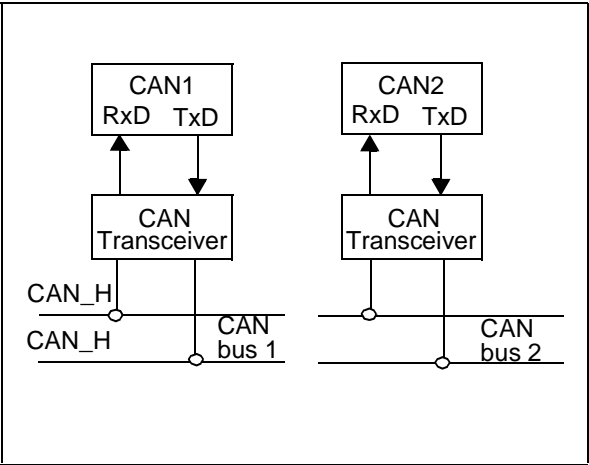 CAN1
RxD TxD
CAN2
RxD TxD
CAN
Transceiver
CAN
Transceiver
CAN_H
CAN_H
CAN
bus 1
CAN
bus 2